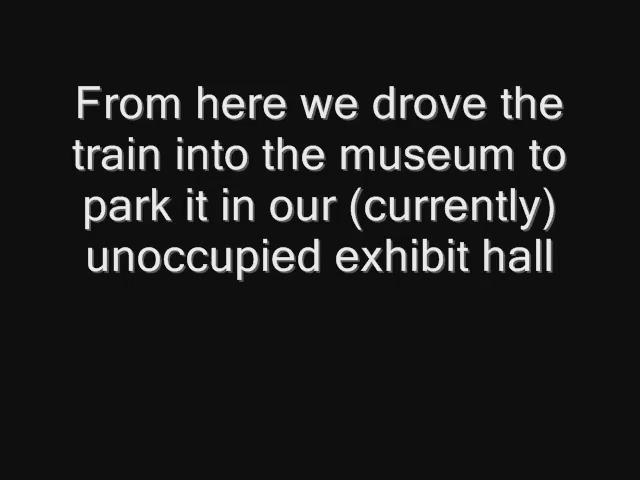 From here we drove the
train into the museum to
park it in our (currently)
unoccupied exhibit hall